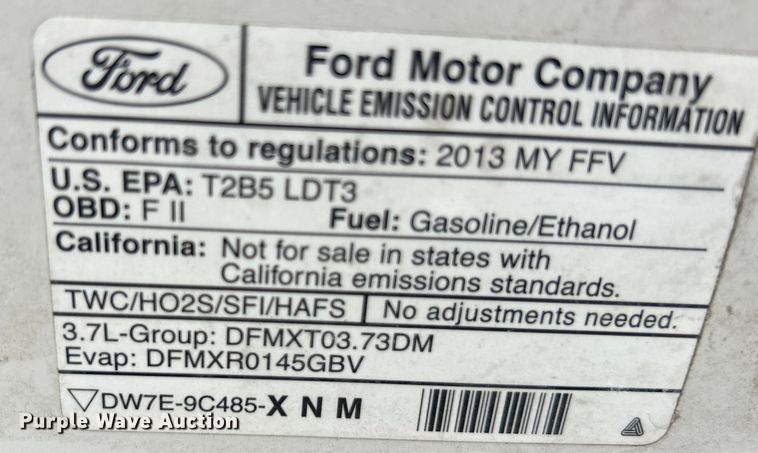 Ford
Ford Motor Company
VEHICLE EMISSION CONTROL INFORMATION
Conforms to regulations: 2013 MY FFV
U.S. EPA: T2B5 LDT3
OBD: F II Fuel: Gasoline/Ethanol
California: Not for sale in states with
California emissions standards.
TWC/HO2S/SFI/HAFS No adjustments needed.
3.7L-Group: DFMXT03.73DM
Evap: DFMXR0145GBV
DW7E-9C485-X N M
Purple Wave Auction